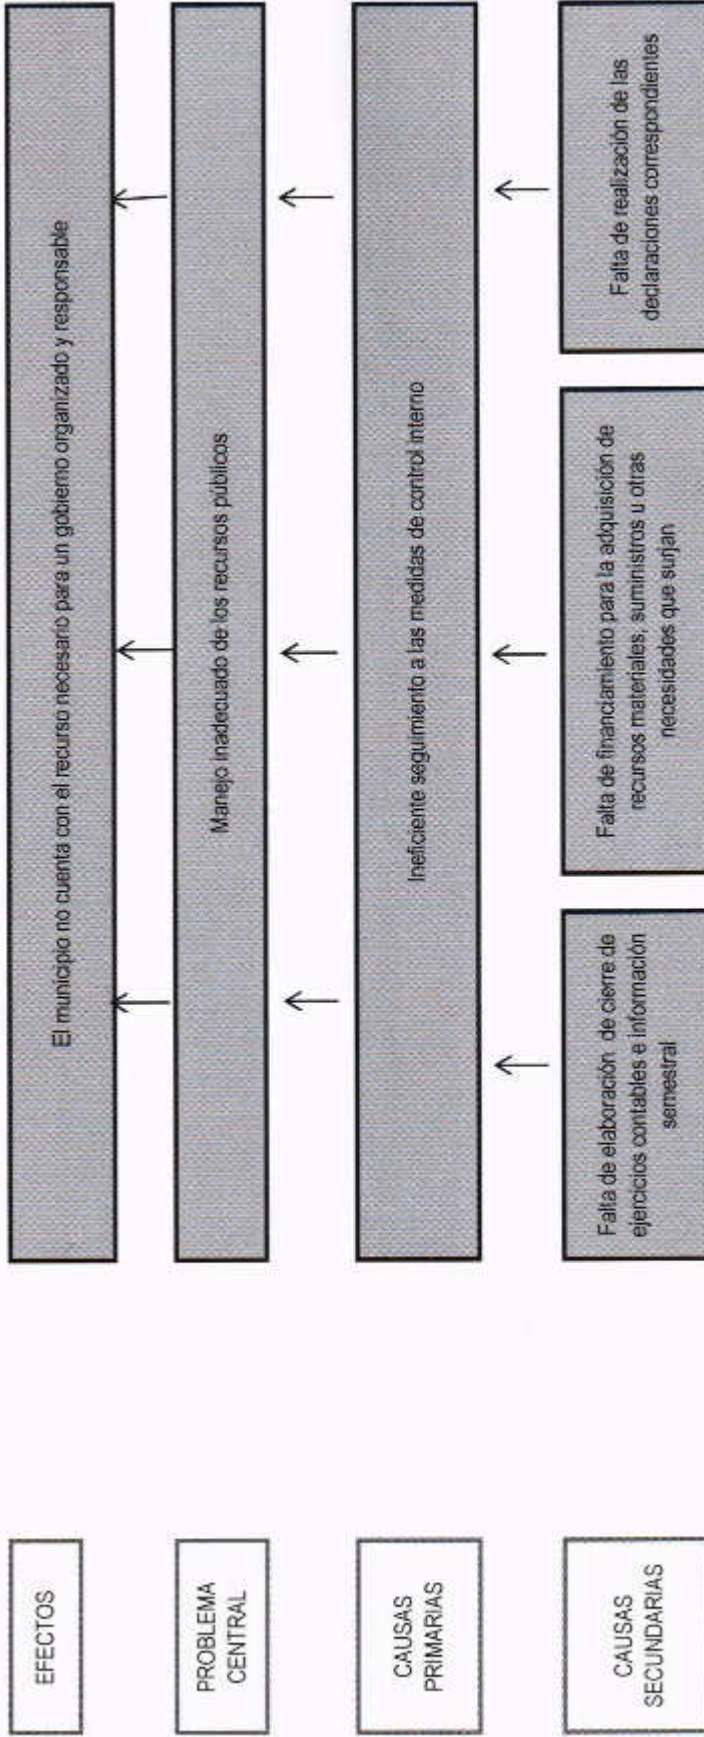 EFECTOS
El municipio no cuenta con el recurso necesario para un gobierno organizado y responsable
PROBLEMA
CENTRAL
Manejo inadecuado de los recursos públicos
CAUSAS
PRIMARIAS
Ineficiente seguimiento a las medidas de control interno
CAUSAS
SECUNDARIAS
Falta de elaboración de cierre de
ejercicios contables e información
semestral
Falta de financiamiento para la adquisición de
recursos materiales, suministros u otras
necesidades que surjan
Falta de realización de las
declaraciones correspondientes